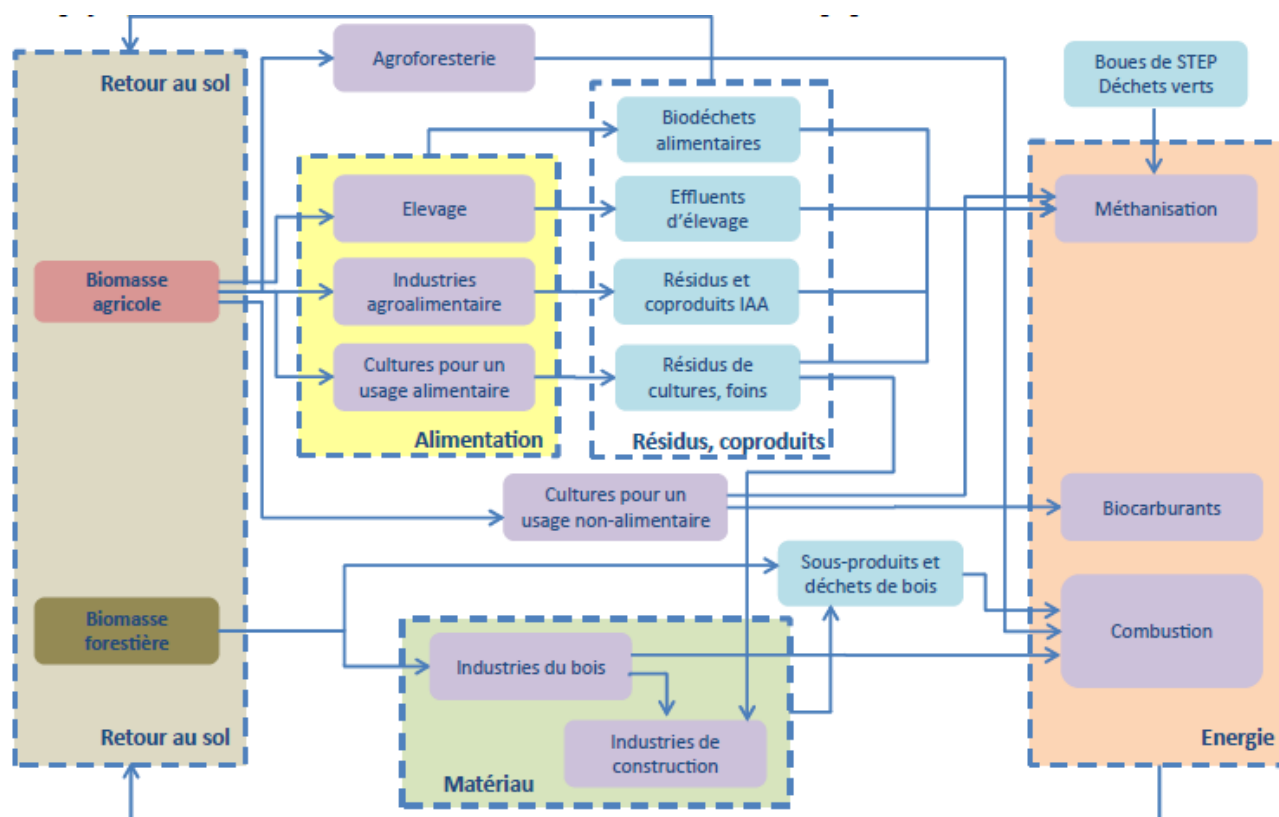 Retour au sol
Agroforesterie
Boues de STEP
Déchets verts
Biodéchets
alimentaires
Elevage
Effluents
d'élevage
Méthanisation
Biomasse
agricole
Industries
agroalimentaire
Résidus et
coproduits IAA
Cultures pour un
usage alimentaire
Résidus de
cultures, foins
Alimentation
Résidus, coproduits
Cultures pour un
usage non-alimentaire
Biocarburants
Sous-produits et
déchets de bois
Biomasse
forestière
Combustion
Industries du bois
Retour au sol
Industries de
construction
Matériau
Energie